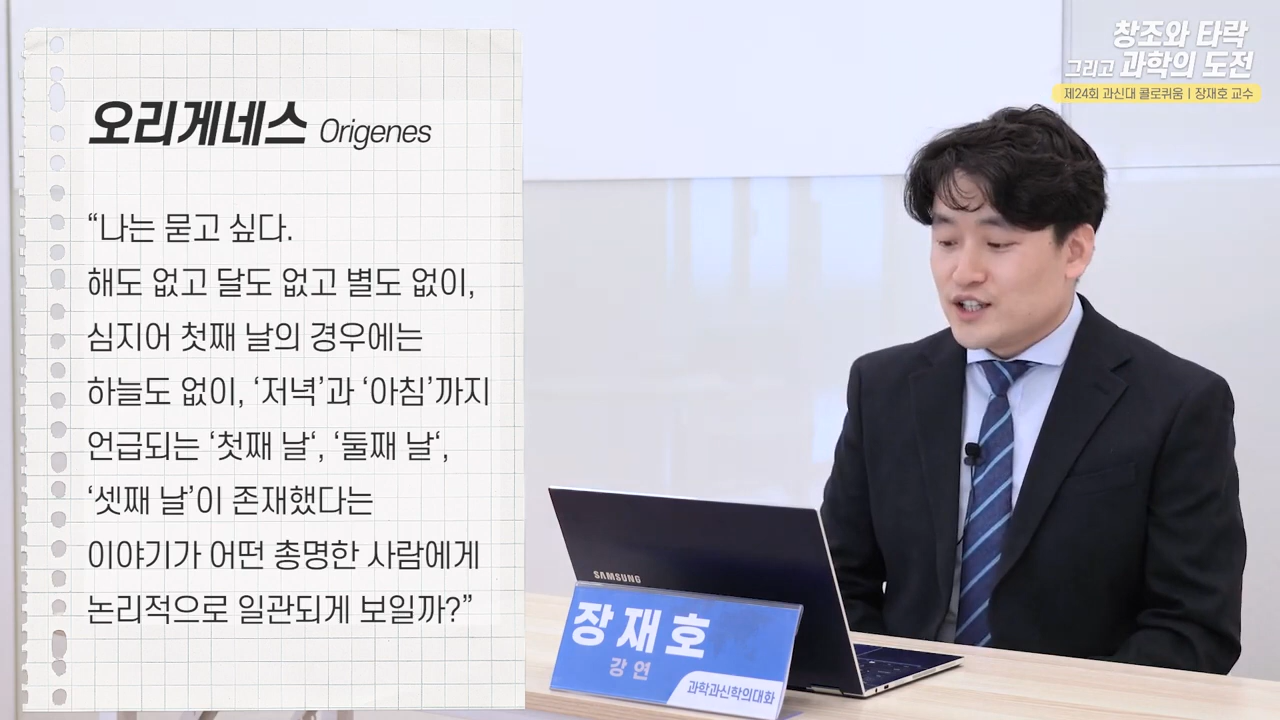 오리게네스 Origenes
“나는 묻고 싶다.
해도 없고 달도 없고 별도 없이,
심지어 첫째 날의 경우에는
하늘도 없이, ‘저녁’과 ‘아침’까지
언급되는 ‘첫째 날‘, ‘둘째 날‘,
‘셋째 날’이 존재했다는
이야기가 어떤 총명한 사람에게
논리적으로 일관되게 보일까?”
창조와 타락
그리고 과학의 도전
제24회 과신대 콜로퀴움 | 장재호 교수
SAMSUNG
장재호
강연
과학과신학의대화